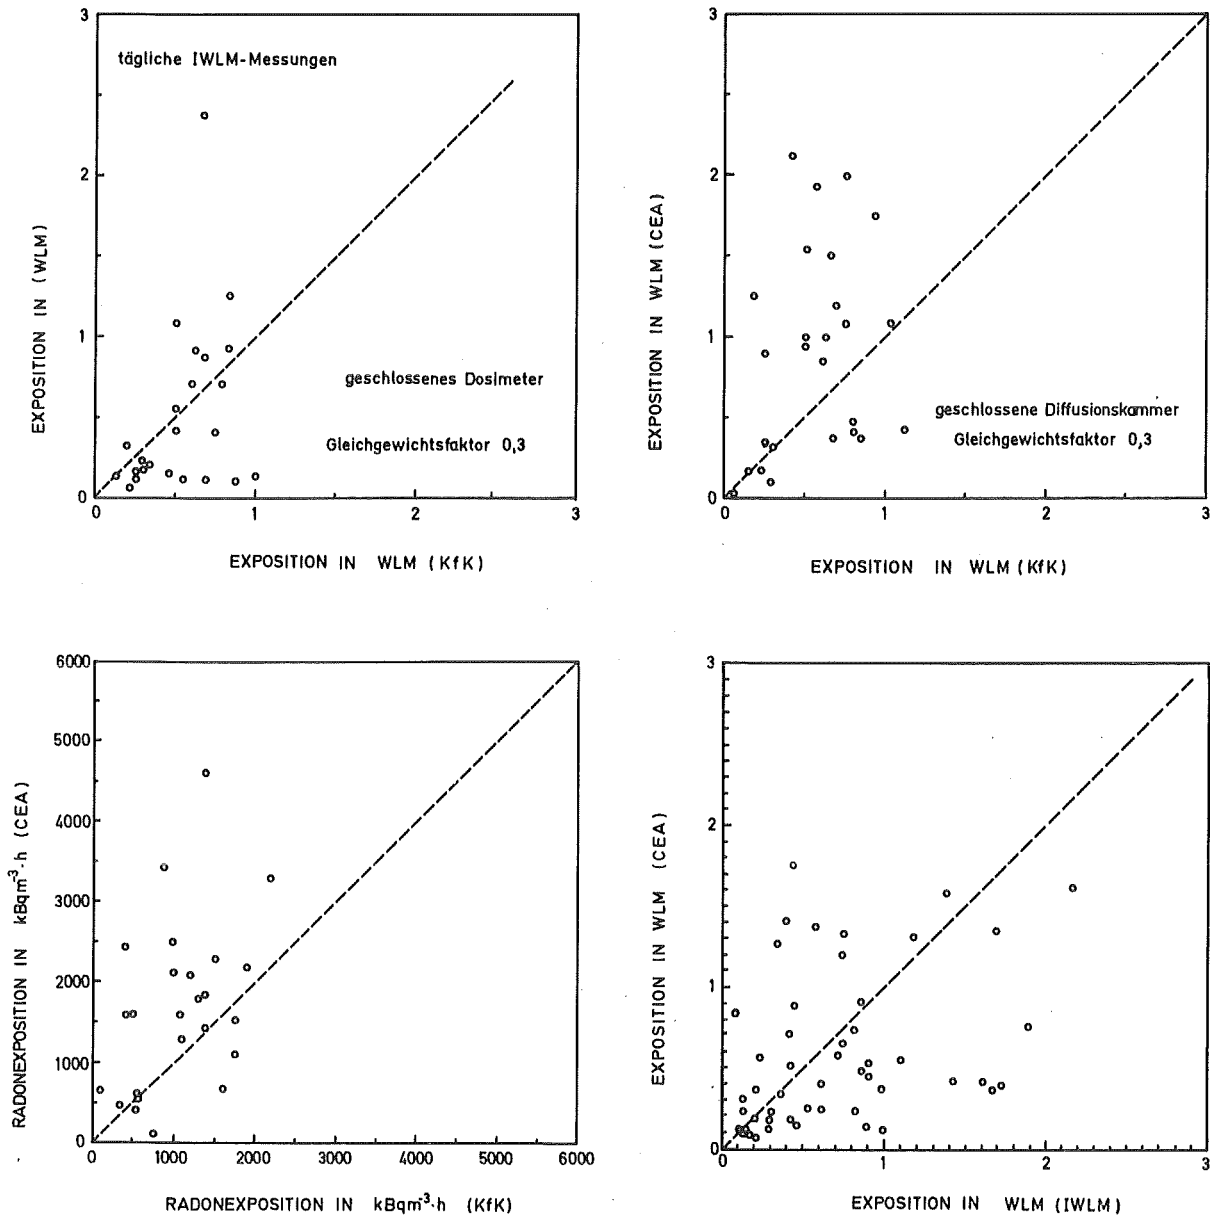 3
tägliche IWLM-Messungen
2
EXPOSITION IN (WLM)
1
geschlossenes Dosimeter
Gleichgewichtsfaktor 0,3
0
0 1 2 3
EXPOSITION IN WLM (KfK)
3
2
EXPOSITION IN WLM (CEA)
1
geschlossene Diffusionskammer
Gleichgewichtsfaktor 0,3
0
0 1 2 3
EXPOSITION IN WLM (KfK)
6000
5000
4000
RADONEXPOSITION IN kBqm⁻³·h (CEA)
3000
2000
1000
0
0 1000 2000 3000 4000 5000 6000
RADONEXPOSITION IN kBqm⁻³·h (KfK)
3
2
EXPOSITION IN WLM (CEA)
1
0
0 1 2 3
EXPOSITION IN WLM (IWLM)